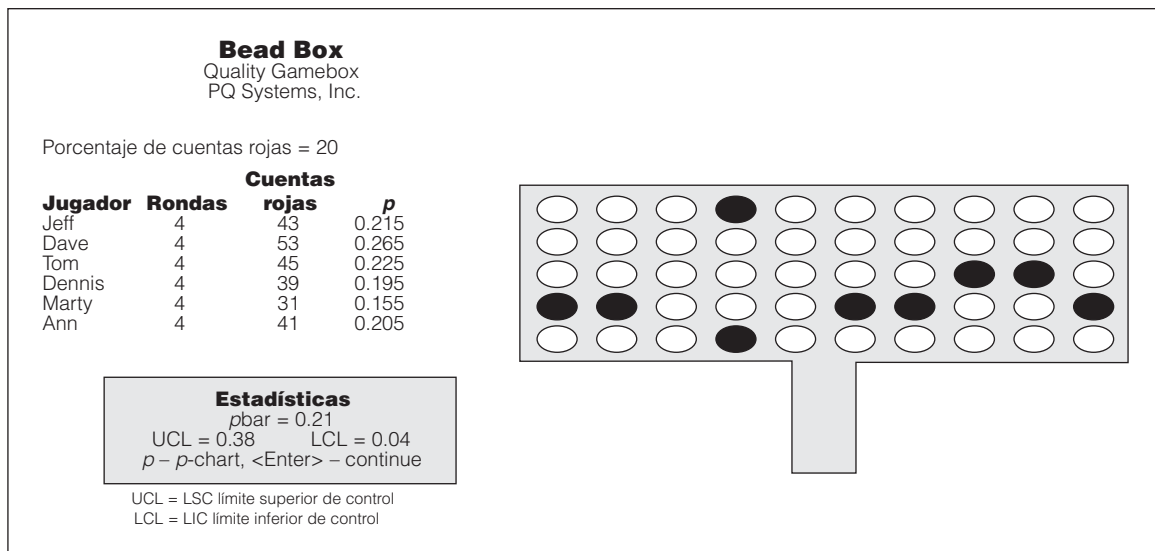 Bead Box
Quality Gamebox
PQ Systems, Inc.
Porcentaje de cuentas rojas = 20
Cuentas
Jugador Rondas rojas p
Jeff 4 43 0.215
Dave 4 53 0.265
Tom 4 45 0.225
Dennis 4 39 0.195
Marty 4 31 0.155
Ann 4 41 0.205
Estadísticas
pbar = 0.21
UCL = 0.38 LCL = 0.04
p – p-chart, <Enter> – continue
UCL = LSC límite superior de control
LCL = LIC límite inferior de control